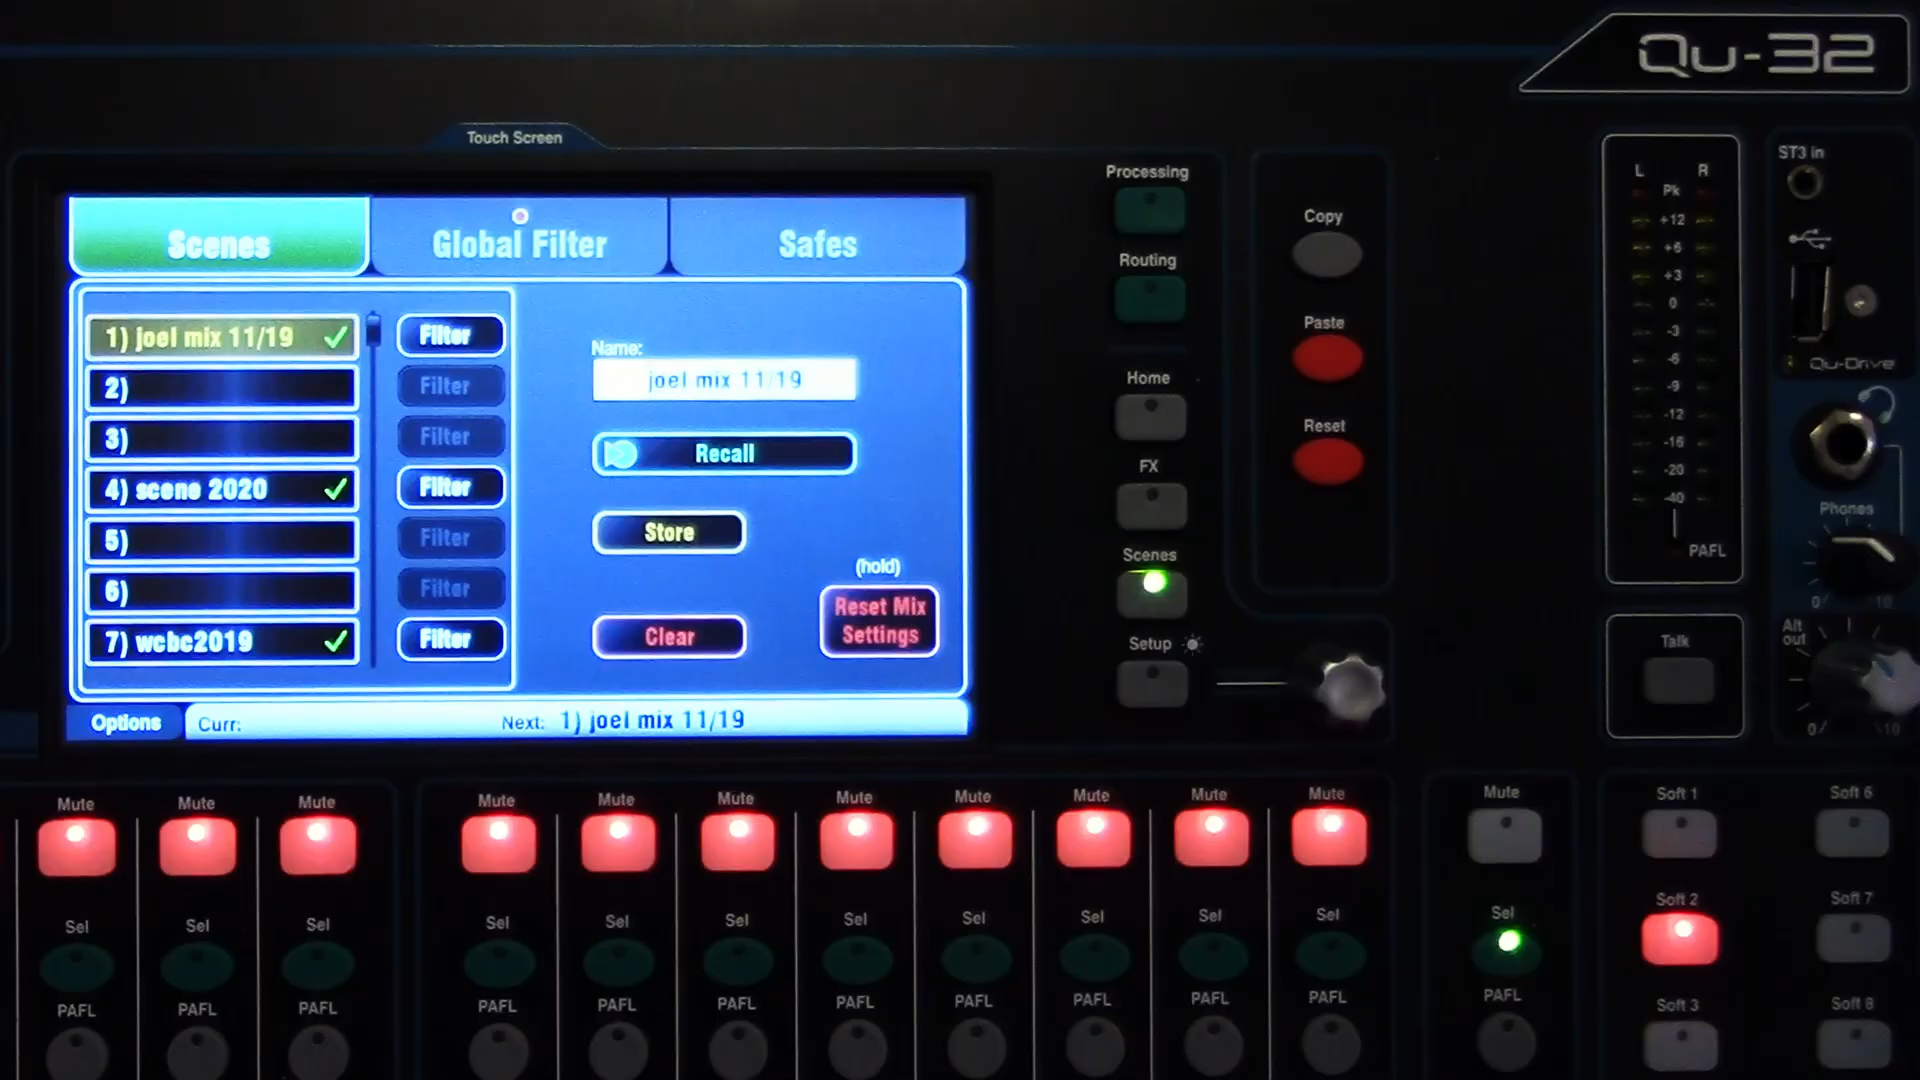 Qu-32
Touch Screen
Scenes
Global Filter
Safes
1) joel mix 11/19
Filter
2)
Filter
3)
Filter
4) scene 2020
Filter
5)
Filter
6)
Filter
7) wcbc2019
Filter
Name:
joel mix 11/19
Recall
Store
Clear
(hold)
Reset Mix
Settings
Options
Curr:
Next: 1) joel mix 11/19
Processing
Routing
Home
FX
Scenes
Setup
Copy
Paste
Reset
L R
Pk
+12
+6
+3
0
-3
-6
-9
-12
-16
-20
-40
PAFL
Talk
ST3 In
Qu-Drive
Phones
0 10
Alt
out
0 10
Mute Mute Mute Mute Mute Mute Mute Mute Mute Mute Mute Mute
Sel Sel Sel Sel Sel Sel Sel Sel Sel Sel Sel Sel
PAFL PAFL PAFL PAFL PAFL PAFL PAFL PAFL PAFL PAFL PAFL PAFL
Soft 1 Soft 6
Soft 2 Soft 7
Soft 3 Soft 8